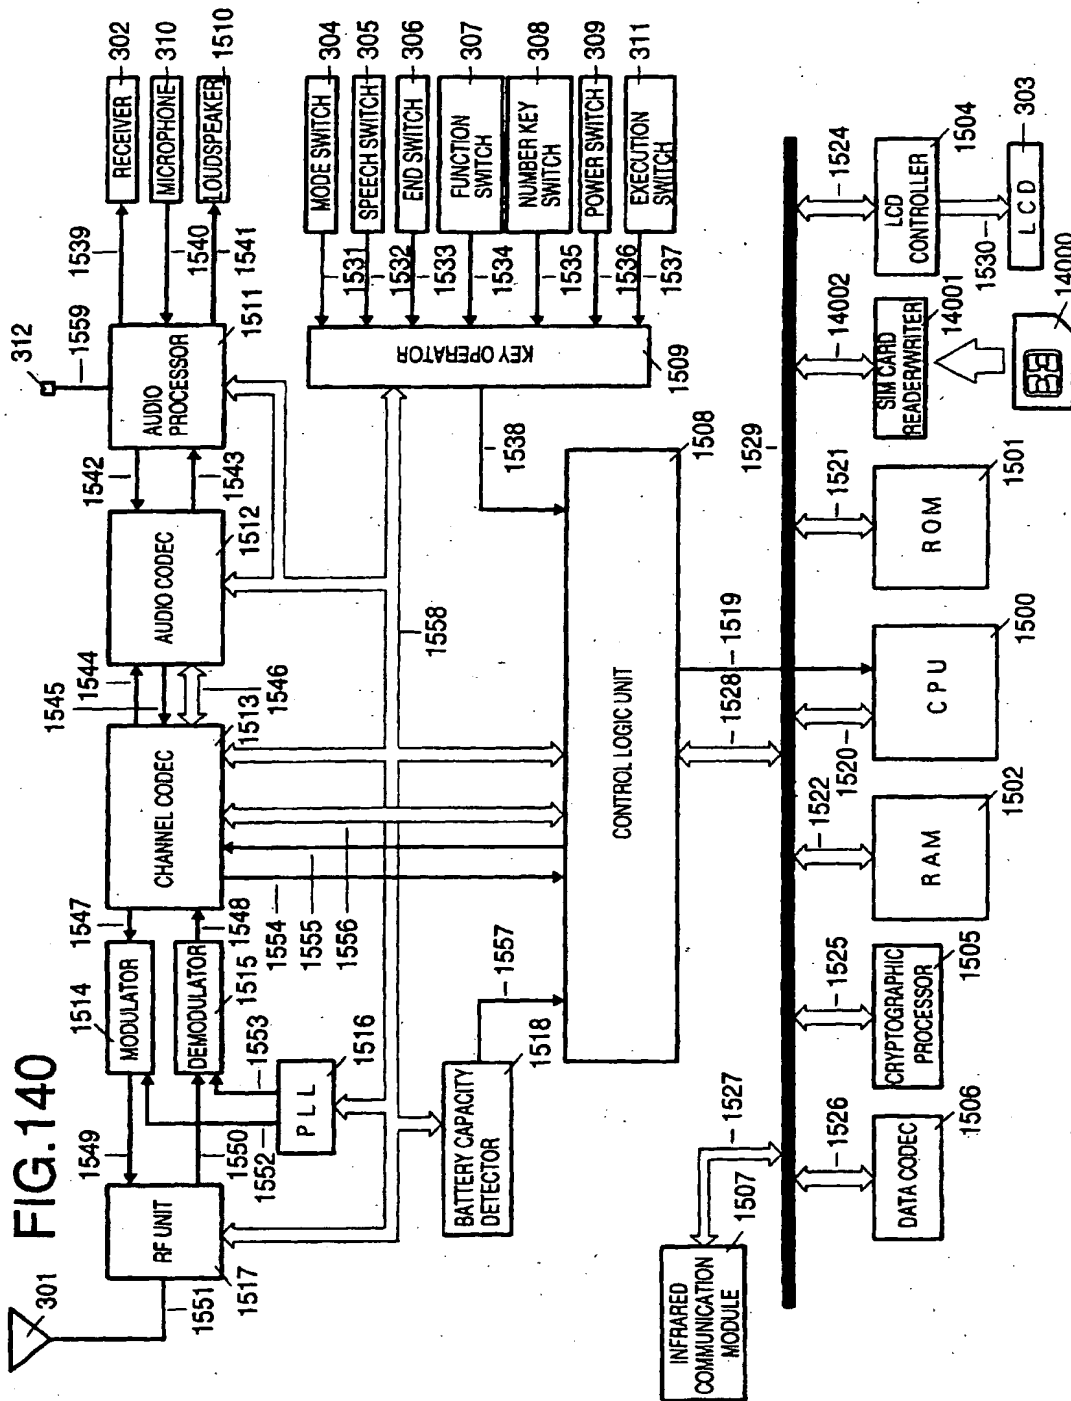 FIG.140
301
1551
RF UNIT
1517
1549
1550
1552
1553
1514
MODULATOR
DEMODULATOR
1515
PLL
1516
1547
1548
CHANNEL CODEC
1513
1545
1544
1546
AUDIO CODEC
1512
1542
1543
AUDIO
PROCESSOR
1511
312
1559
1539
1540
1541
RECEIVER
302
MICROPHONE
310
LOUDSPEAKER
1510
1554
1555
1556
1558
BATTERY CAPACITY
DETECTOR
1518
1557
KEY OPERATOR
1509
1538
1531
1532
1533
1534
1535
1536
1537
MODE SWITCH
304
SPEECH SWITCH
305
END SWITCH
306
FUNCTION
SWITCH
307
NUMBER KEY
SWITCH
308
POWER SWITCH
309
EXECUTION
SWITCH
311
CONTROL LOGIC UNIT
1508
1528
1519
1529
INFRARED
COMMUNICATION
MODULE
1507
1527
1526
DATA CODEC
1506
1525
CRYPTOGRAPHIC
PROCESSOR
1505
1522
RAM
1502
1520
CPU
1500
1521
ROM
1501
14002
SIM CARD
READER/WRITER
14001
14000
1524
LCD
CONTROLLER
1504
1530
LCD
303